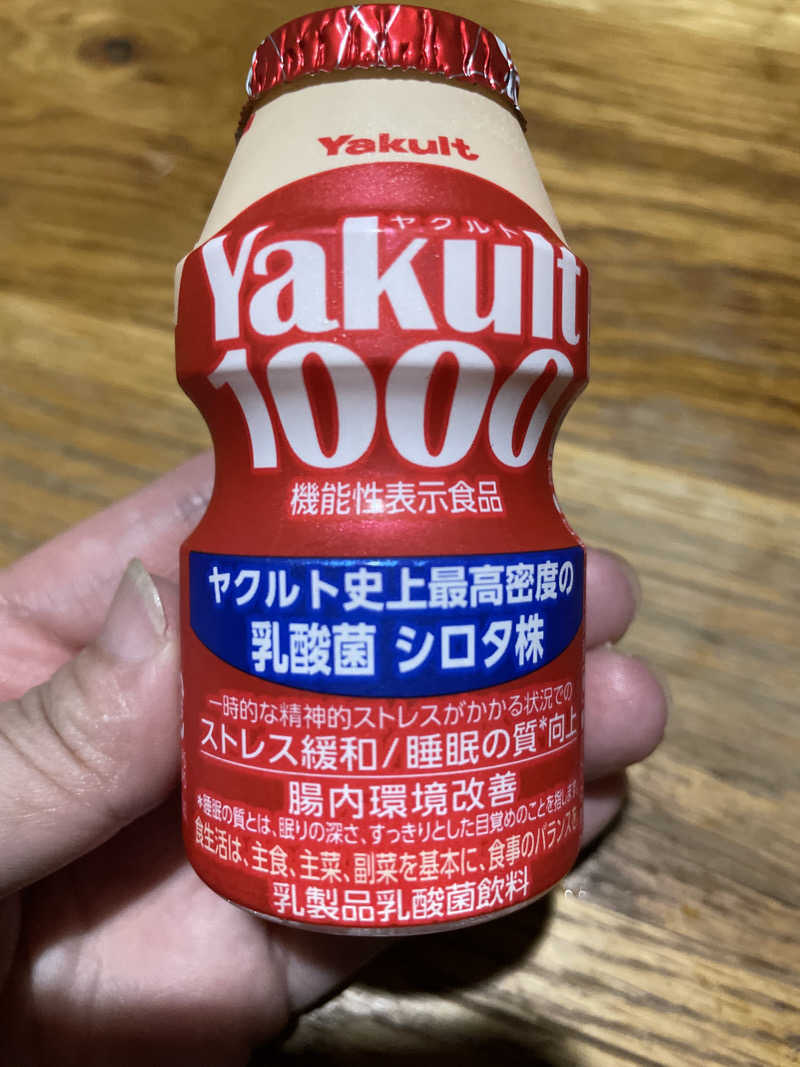 Yakult
ヤクルト
Yakult
1000
機能性表示食品
ヤクルト史上最高密度の
乳酸菌 シロタ株
一時的な精神的ストレスがかかる状況での
ストレス緩和/睡眠の質*向上
腸内環境改善
*睡眠の質とは、眠りの深さ、すっきりとした目覚めのことを指します
食生活は、主食、主菜、副菜を基本に、食事のバランスを
乳製品乳酸菌飲料